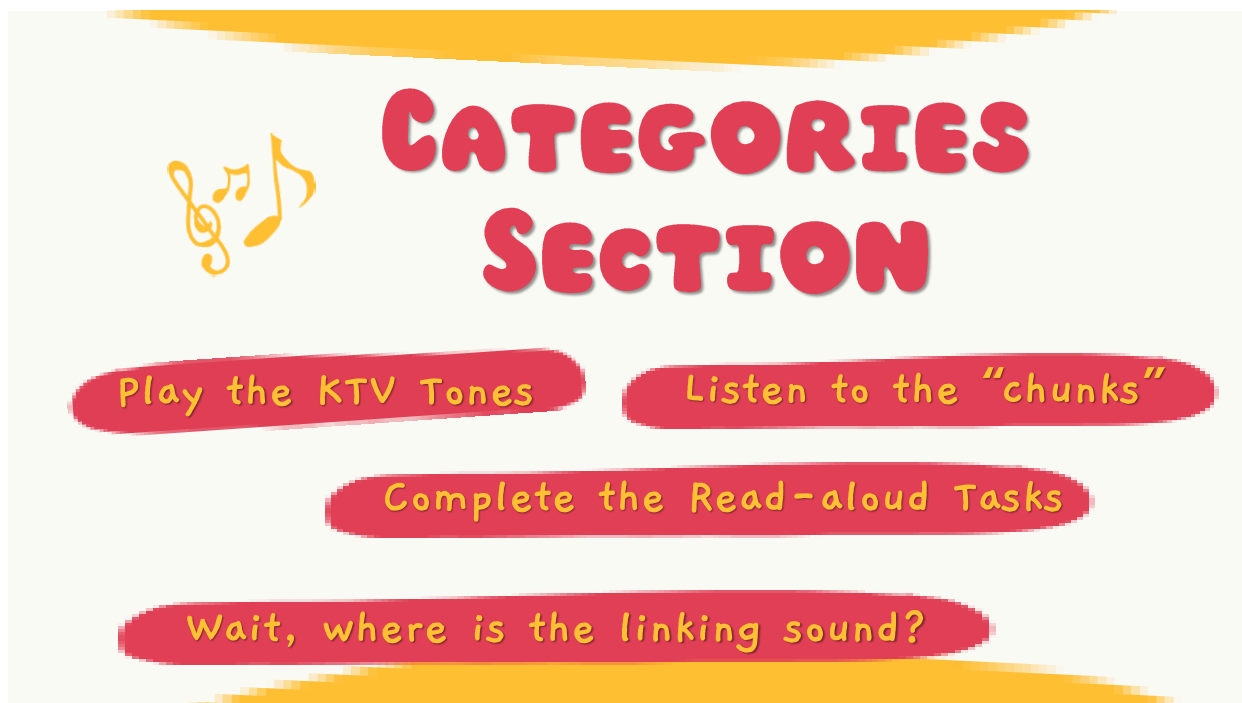 Categories
Section
Play the KTV Tones
Listen to the “chunks”
Complete the Read-aloud Tasks
Wait, where is the linking sound?